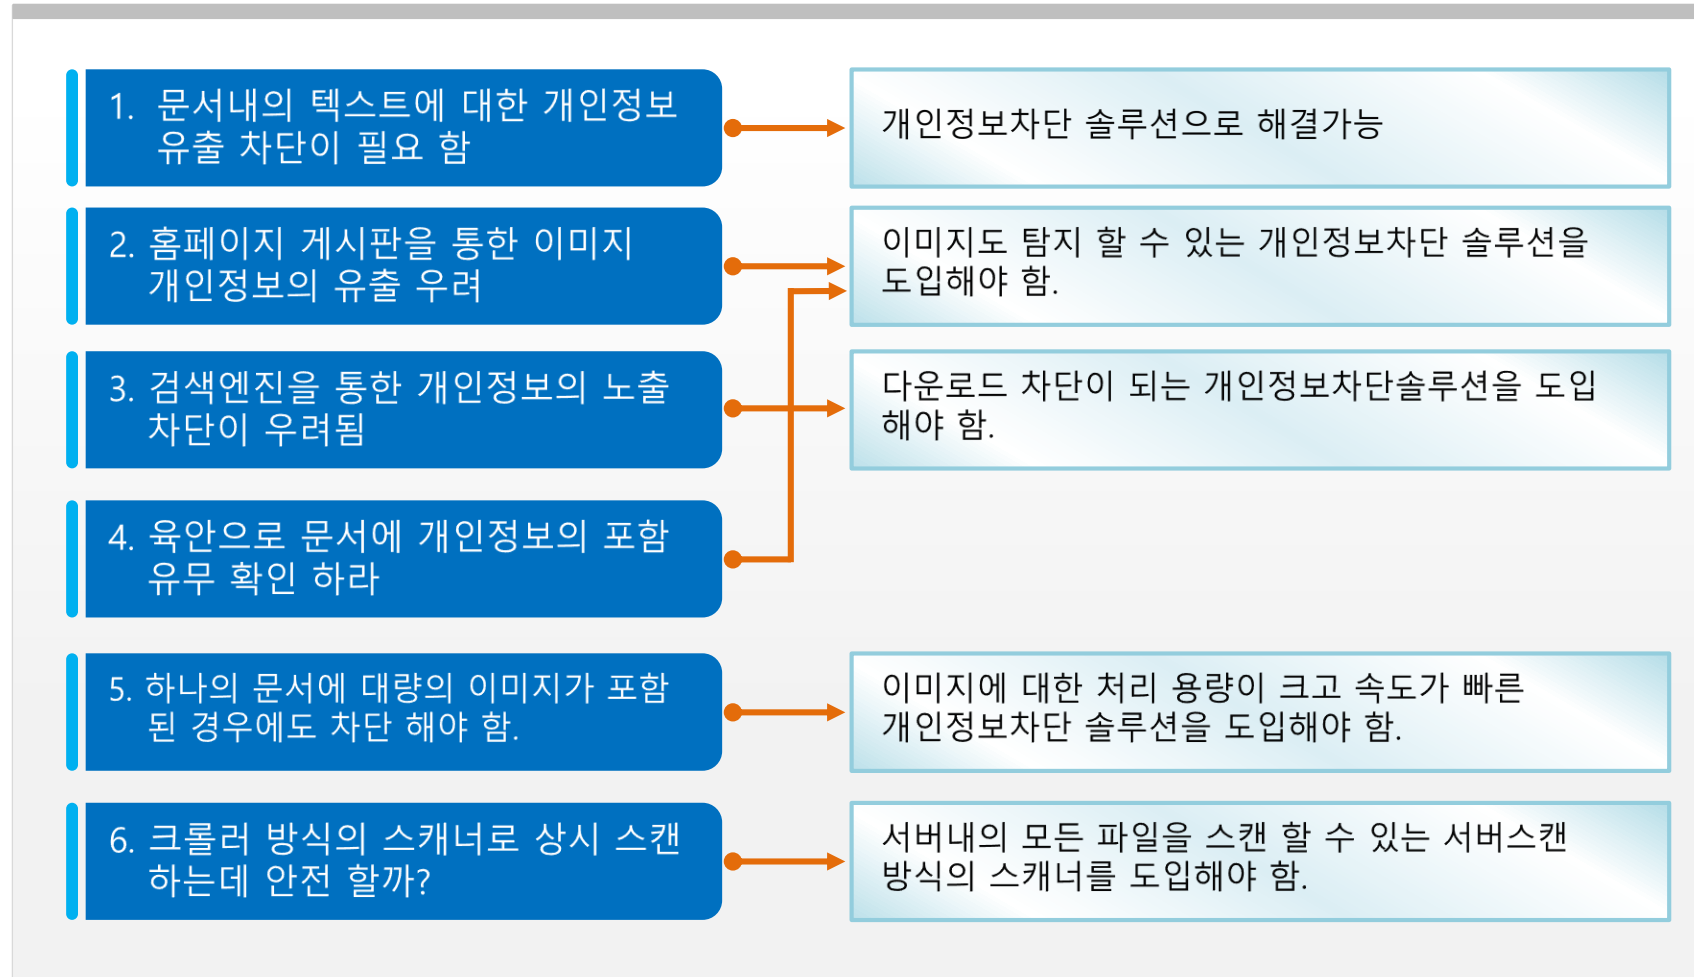 1. 문서내의 텍스트에 대한 개인정보
유출 차단이 필요 함
개인정보차단 솔루션으로 해결가능
2. 홈페이지 게시판을 통한 이미지
개인정보의 유출 우려
이미지도 탐지 할 수 있는 개인정보차단 솔루션을
도입해야 함.
3. 검색엔진을 통한 개인정보의 노출
차단이 우려됨
다운로드 차단이 되는 개인정보차단솔루션을 도입
해야 함.
4. 육안으로 문서에 개인정보의 포함
유무 확인 하라
5. 하나의 문서에 대량의 이미지가 포함
된 경우에도 차단 해야 함.
이미지에 대한 처리 용량이 크고 속도가 빠른
개인정보차단 솔루션을 도입해야 함.
6. 크롤러 방식의 스캐너로 상시 스캔
하는데 안전 할까?
서버내의 모든 파일을 스캔 할 수 있는 서버스캔
방식의 스캐너를 도입해야 함.